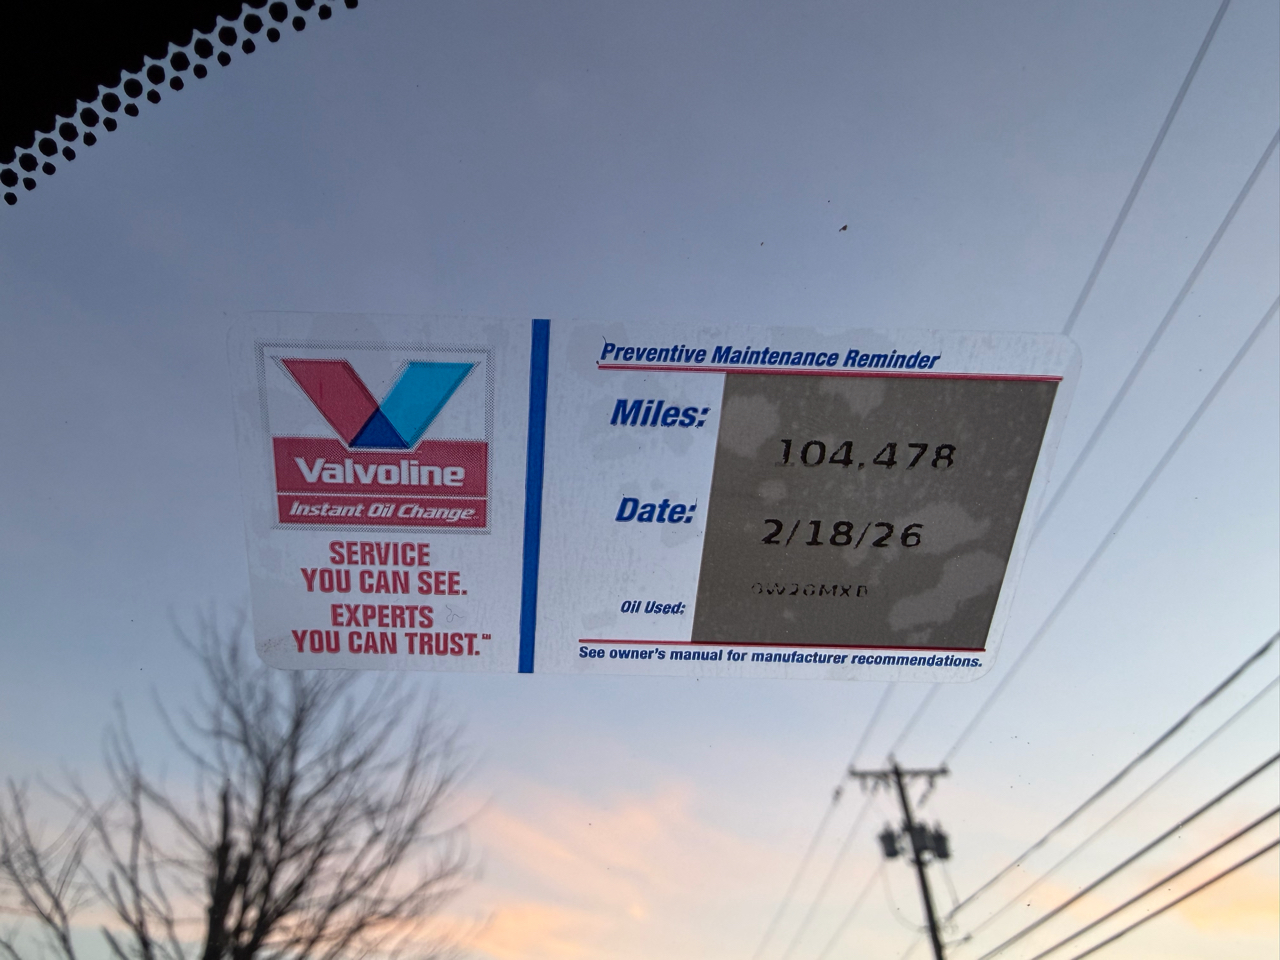 Valvoline
Instant Oil Change
SERVICE
YOU CAN SEE.
EXPERTS
YOU CAN TRUST.℠
Preventive Maintenance Reminder
Miles: 104,478
Date: 2/18/26
Oil Used:
See owner's manual for manufacturer recommendations.